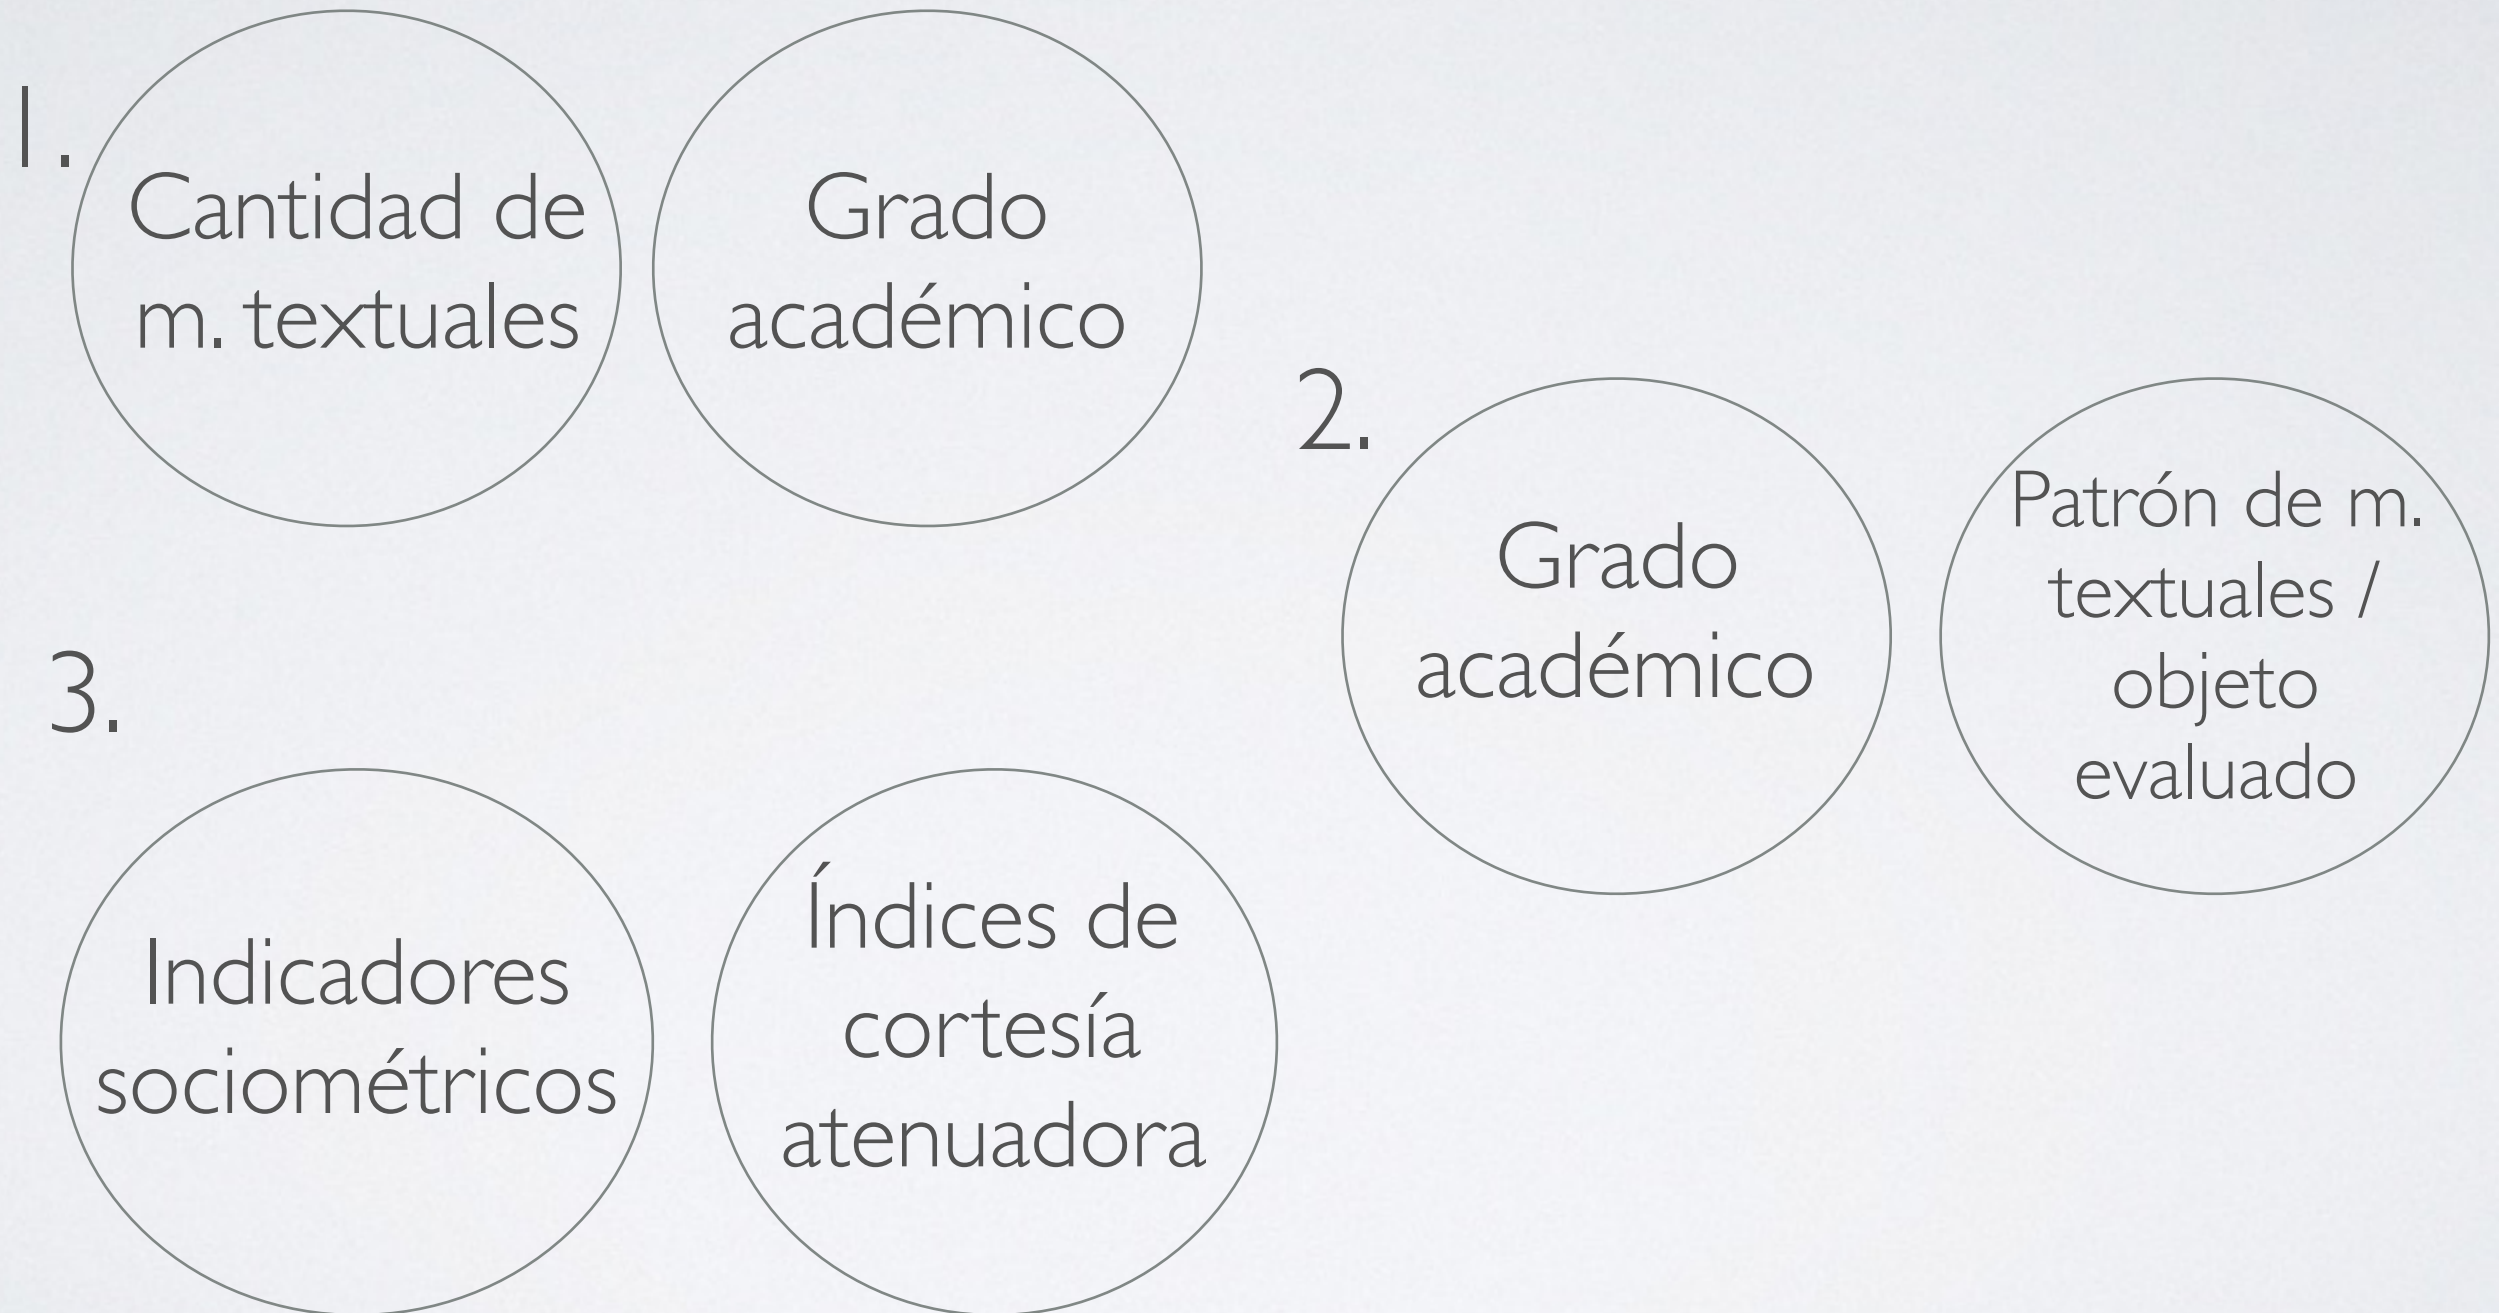 1.
Cantidad de
m. textuales
Grado
académico
2.
Grado
académico
Patrón de m.
textuales /
objeto
evaluado
3.
Indicadores
sociométricos
Índices de
cortesía
atenuadora